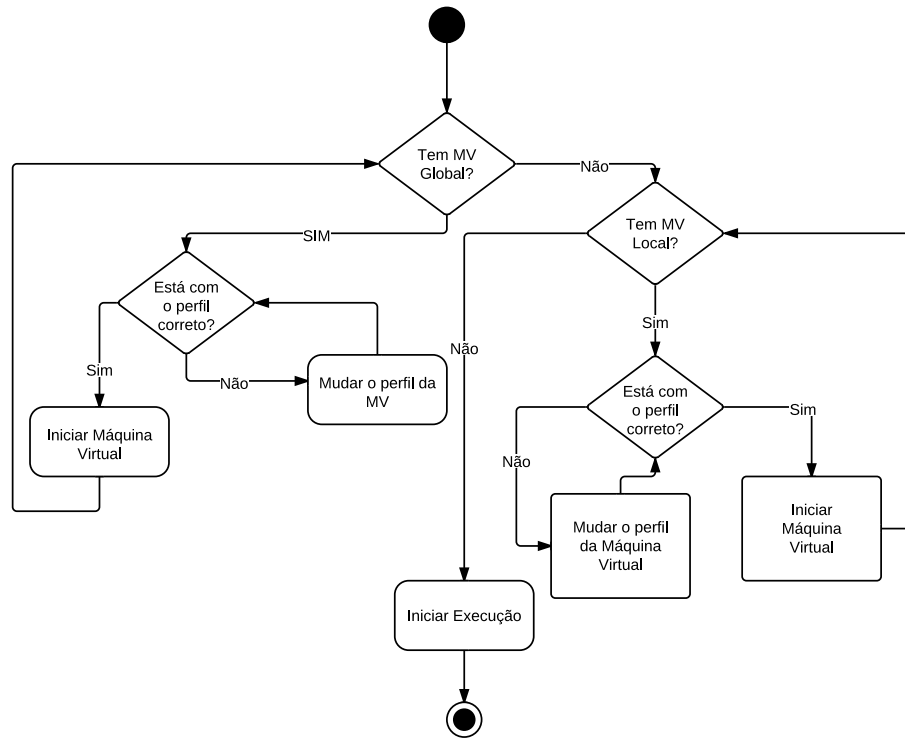 Tem MV
Global?
Não
Tem MV
Local?
SIM
Está com
o perfil
correto?
Sim
Não
Mudar o perfil da
MV
Iniciar Máquina
Virtual
Não
Sim
Está com
o perfil
correto?
Sim
Não
Mudar o perfil
da Máquina
Virtual
Iniciar
Máquina
Virtual
Iniciar Execução